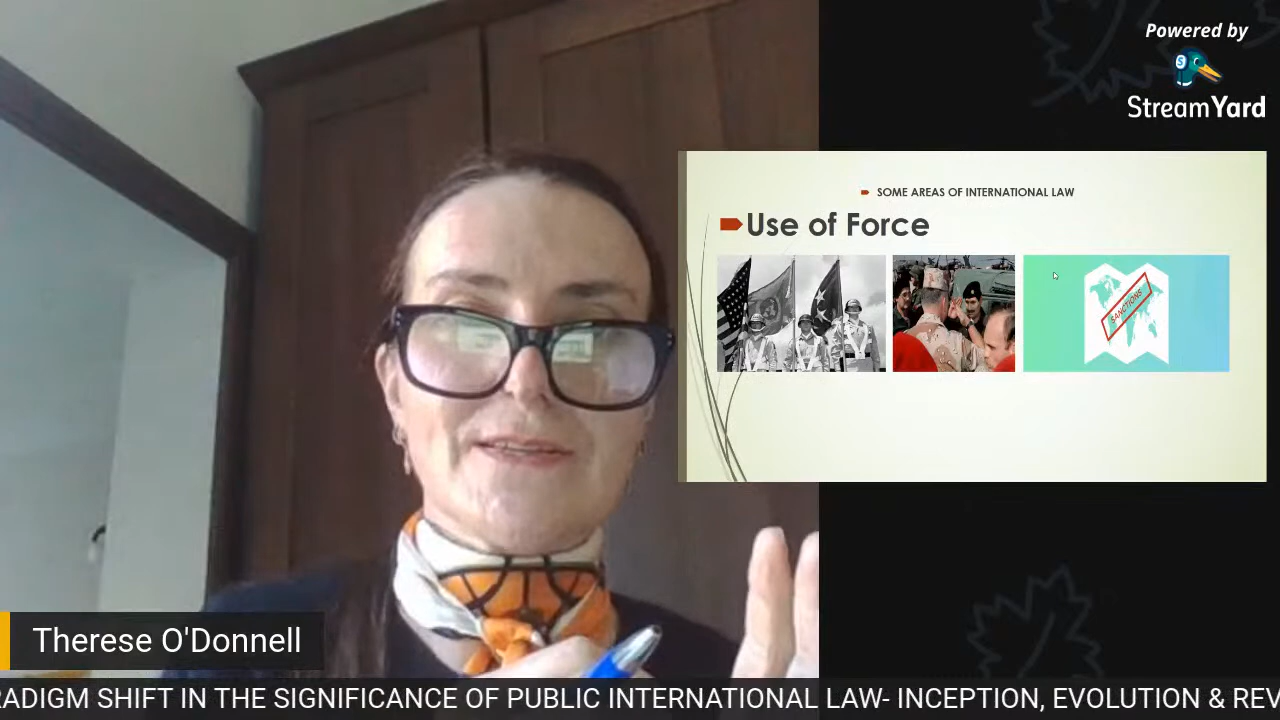 Powered by
StreamYard
SOME AREAS OF INTERNATIONAL LAW
Use of Force
SANCTIONS
Therese O'Donnell
RADIGM SHIFT IN THE SIGNIFICANCE OF PUBLIC INTERNATIONAL LAW- INCEPTION, EVOLUTION & REV